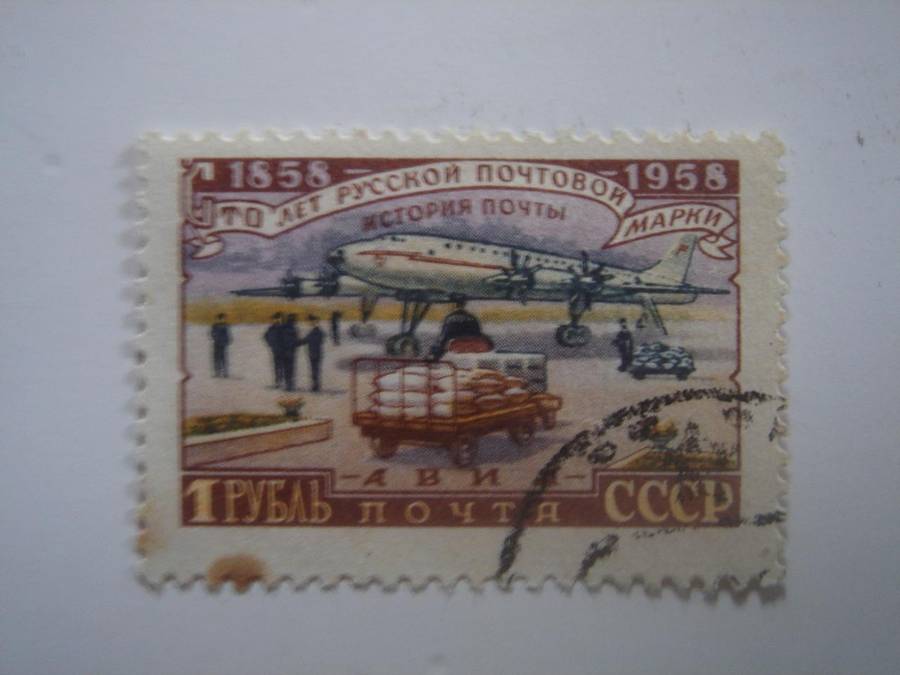 1858 – – 1958
СТО ЛЕТ РУССКОЙ ПОЧТОВОЙ МАРКИ
ИСТОРИЯ ПОЧТЫ
– АВИА –
1 РУБЛЬ ПОЧТА СССР